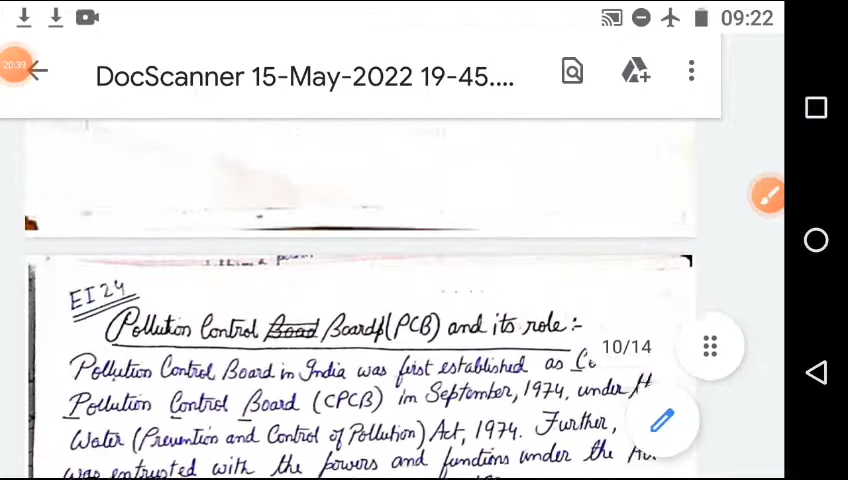 09:22
20:39
DocScanner 15-May-2022 19-45....
EI 24
Pollution Control Board (PCB) and its role:-
10/14
Pollution Control Board in India was first established as
Pollution Control Board (CPCB) in September, 1974, under
Water (Prevention and Control of Pollution) Act, 1974. Further,
was entrusted with the powers and functions under the